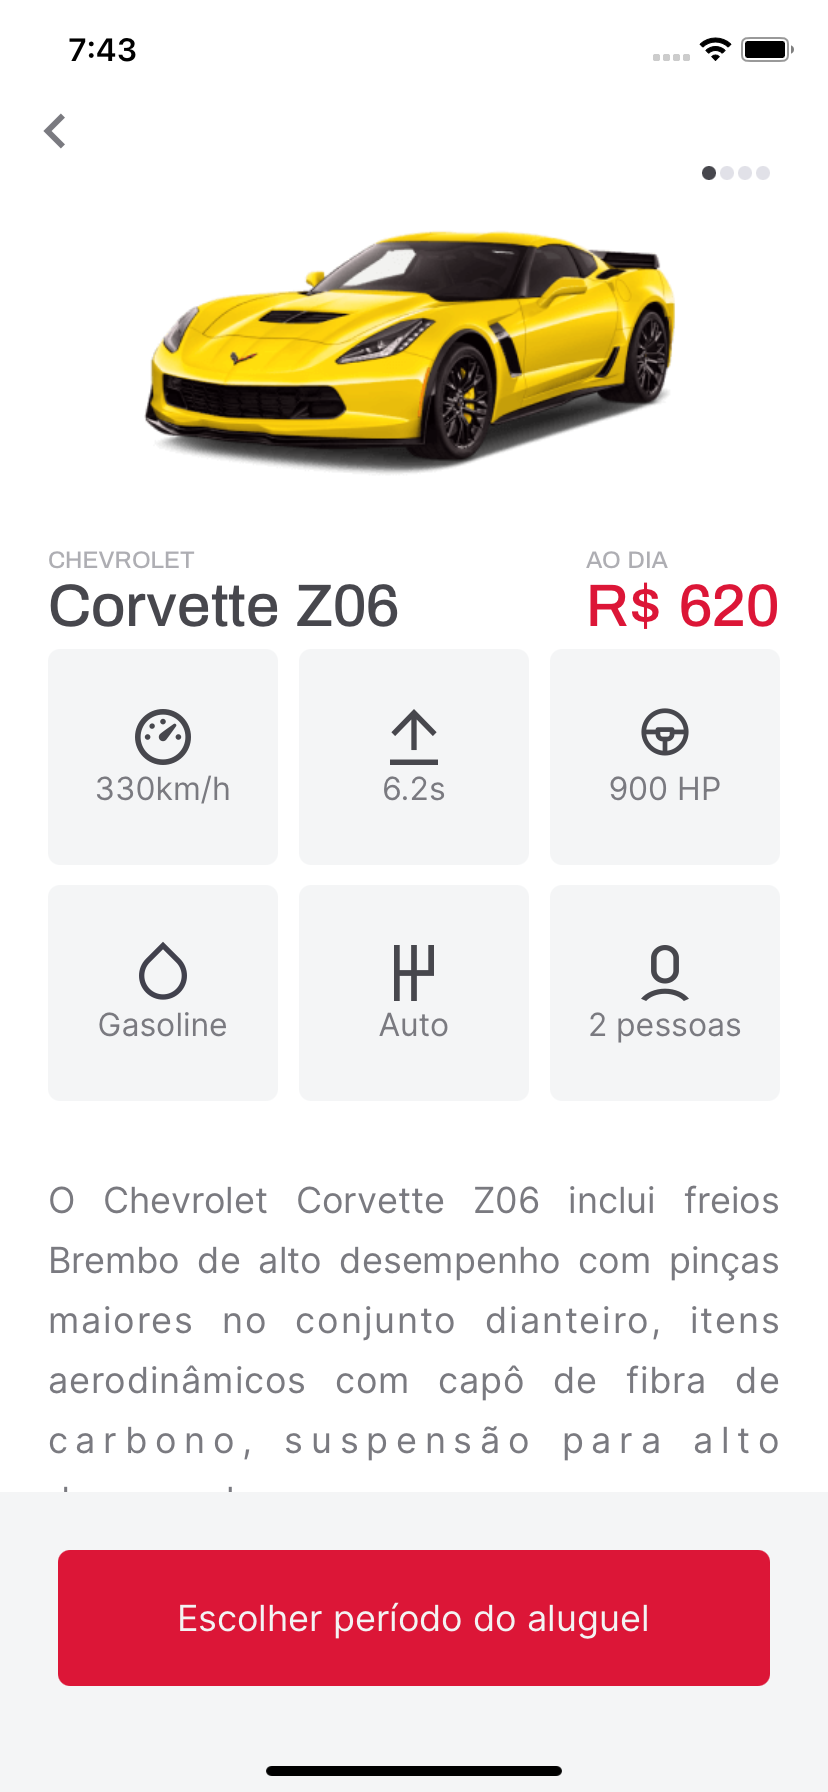 7:43
CHEVROLET
AO DIA
Corvette Z06
R$ 620
330km/h
6.2s
900 HP
Gasoline
Auto
2 pessoas
O Chevrolet Corvette Z06 inclui freios
Brembo de alto desempenho com pinças
maiores no conjunto dianteiro, itens
aerodinâmicos com capô de fibra de
carbono, suspensão para alto
Escolher período do aluguel